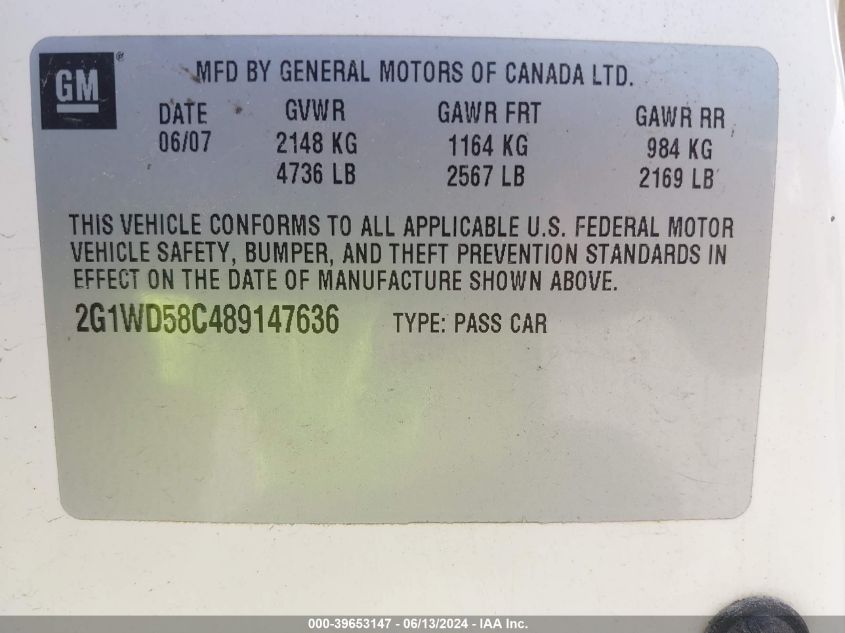 GM®
MFD BY GENERAL MOTORS OF CANADA LTD.
DATE GVWR GAWR FRT GAWR RR
06/07 2148 KG 1164 KG 984 KG
4736 LB 2567 LB 2169 LB
THIS VEHICLE CONFORMS TO ALL APPLICABLE U.S. FEDERAL MOTOR
VEHICLE SAFETY, BUMPER, AND THEFT PREVENTION STANDARDS IN
EFFECT ON THE DATE OF MANUFACTURE SHOWN ABOVE.
2G1WD58C489147636 TYPE: PASS CAR
000-39653147 - 06/13/2024 - IAA Inc.